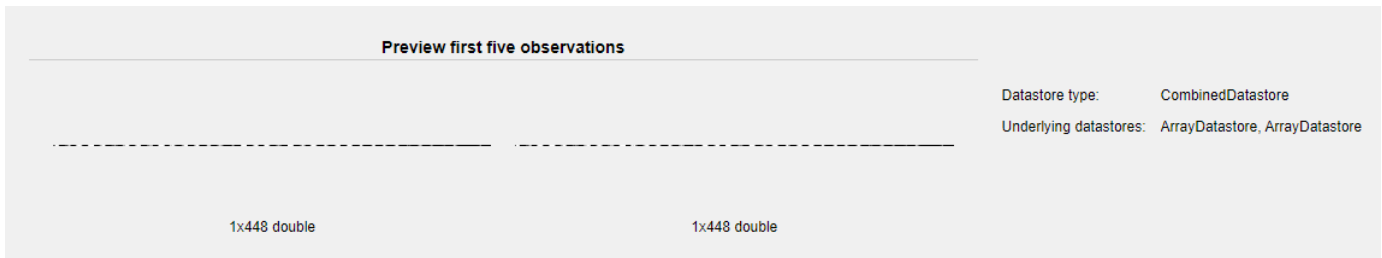 Preview first five observations
Datastore type: CombinedDatastore
Underlying datastores: ArrayDatastore, ArrayDatastore
1x448 double 1x448 double